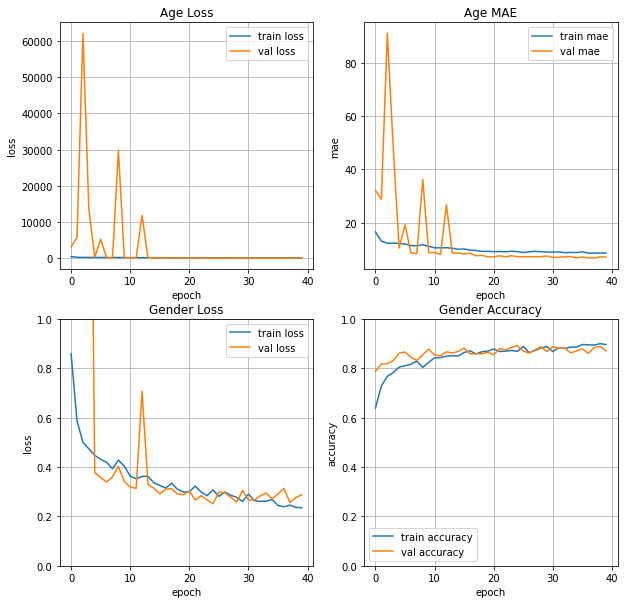 Age Loss
loss
60000
50000
40000
30000
20000
10000
0
train loss
val loss
0 10 20 30 40
epoch
Age MAE
mae
80
60
40
20
train mae
val mae
0 10 20 30 40
epoch
Gender Loss
loss
1.0
0.8
0.6
0.4
0.2
0.0
train loss
val loss
0 10 20 30 40
epoch
Gender Accuracy
accuracy
1.0
0.8
0.6
0.4
0.2
0.0
train accuracy
val accuracy
0 10 20 30 40
epoch